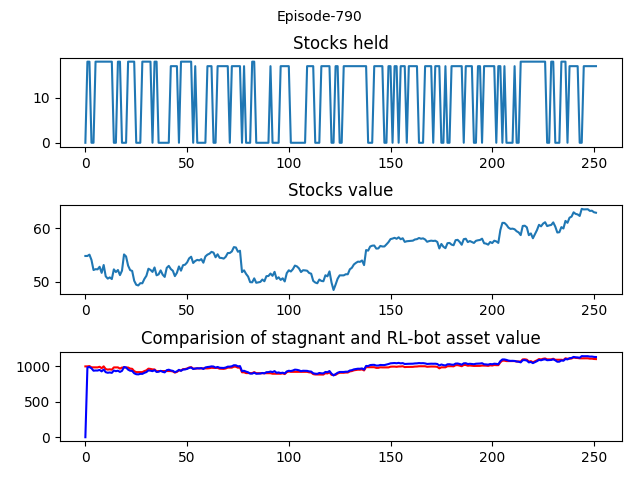 Episode-790
Stocks held
10
0
0 50 100 150 200 250
Stocks value
60
50
0 50 100 150 200 250
Comparision of stagnant and RL-bot asset value
1000
500
0
0 50 100 150 200 250